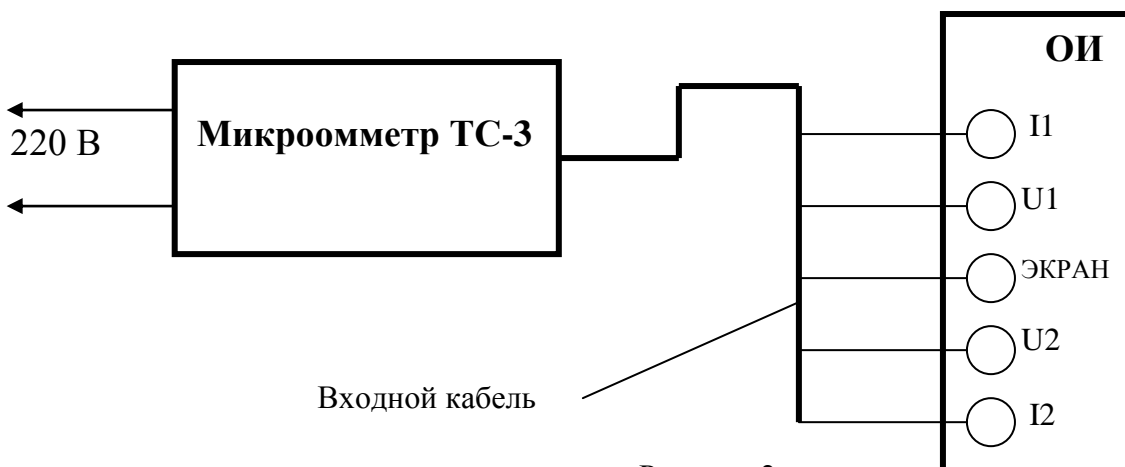 ОИ
220 В
Микроомметр ТС-3
I1
U1
ЭКРАН
U2
I2
Входной кабель